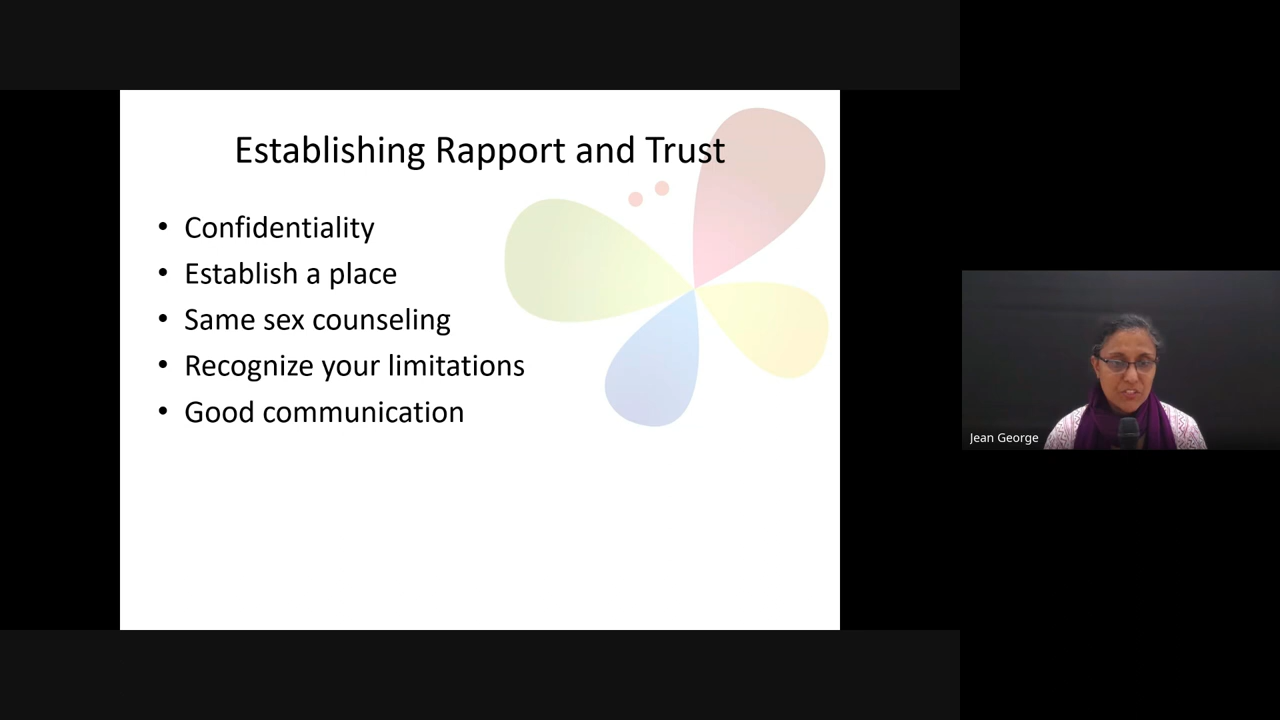 Establishing Rapport and Trust
• Confidentiality
• Establish a place
• Same sex counseling
• Recognize your limitations
• Good communication
Jean George